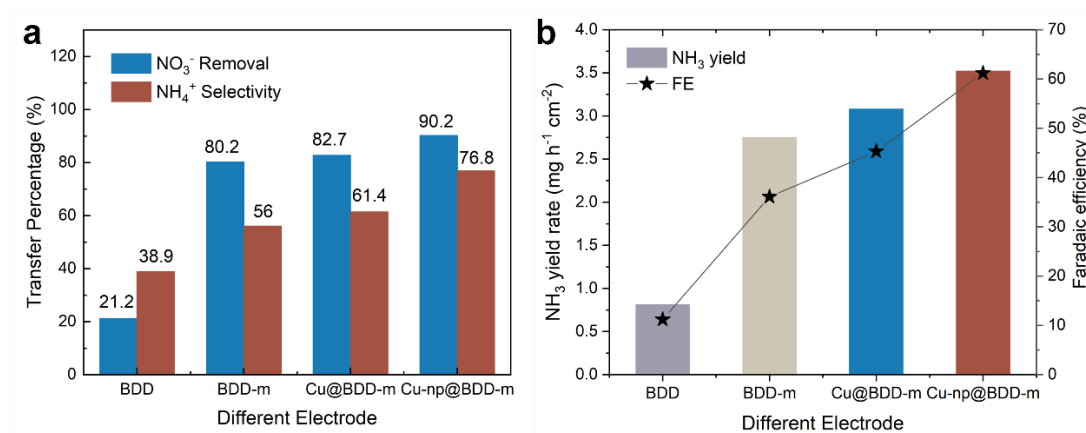 a
Transfer Percentage (%)
120
100
80
60
40
20
0
NO₃⁻ Removal
NH₄⁺ Selectivity
21.2
38.9
80.2
56
82.7
61.4
90.2
76.8
BDD
BDD-m
Cu@BDD-m
Cu-np@BDD-m
Different Electrode
b
NH₃ yield rate (mg h⁻¹ cm⁻²)
4.0
3.5
3.0
2.5
2.0
1.5
1.0
0.5
0.0
NH₃ yield
FE
BDD
BDD-m
Cu@BDD-m
Cu-np@BDD-m
Different Electrode
70
60
50
40
30
20
10
0
Faradaic efficiency (%)